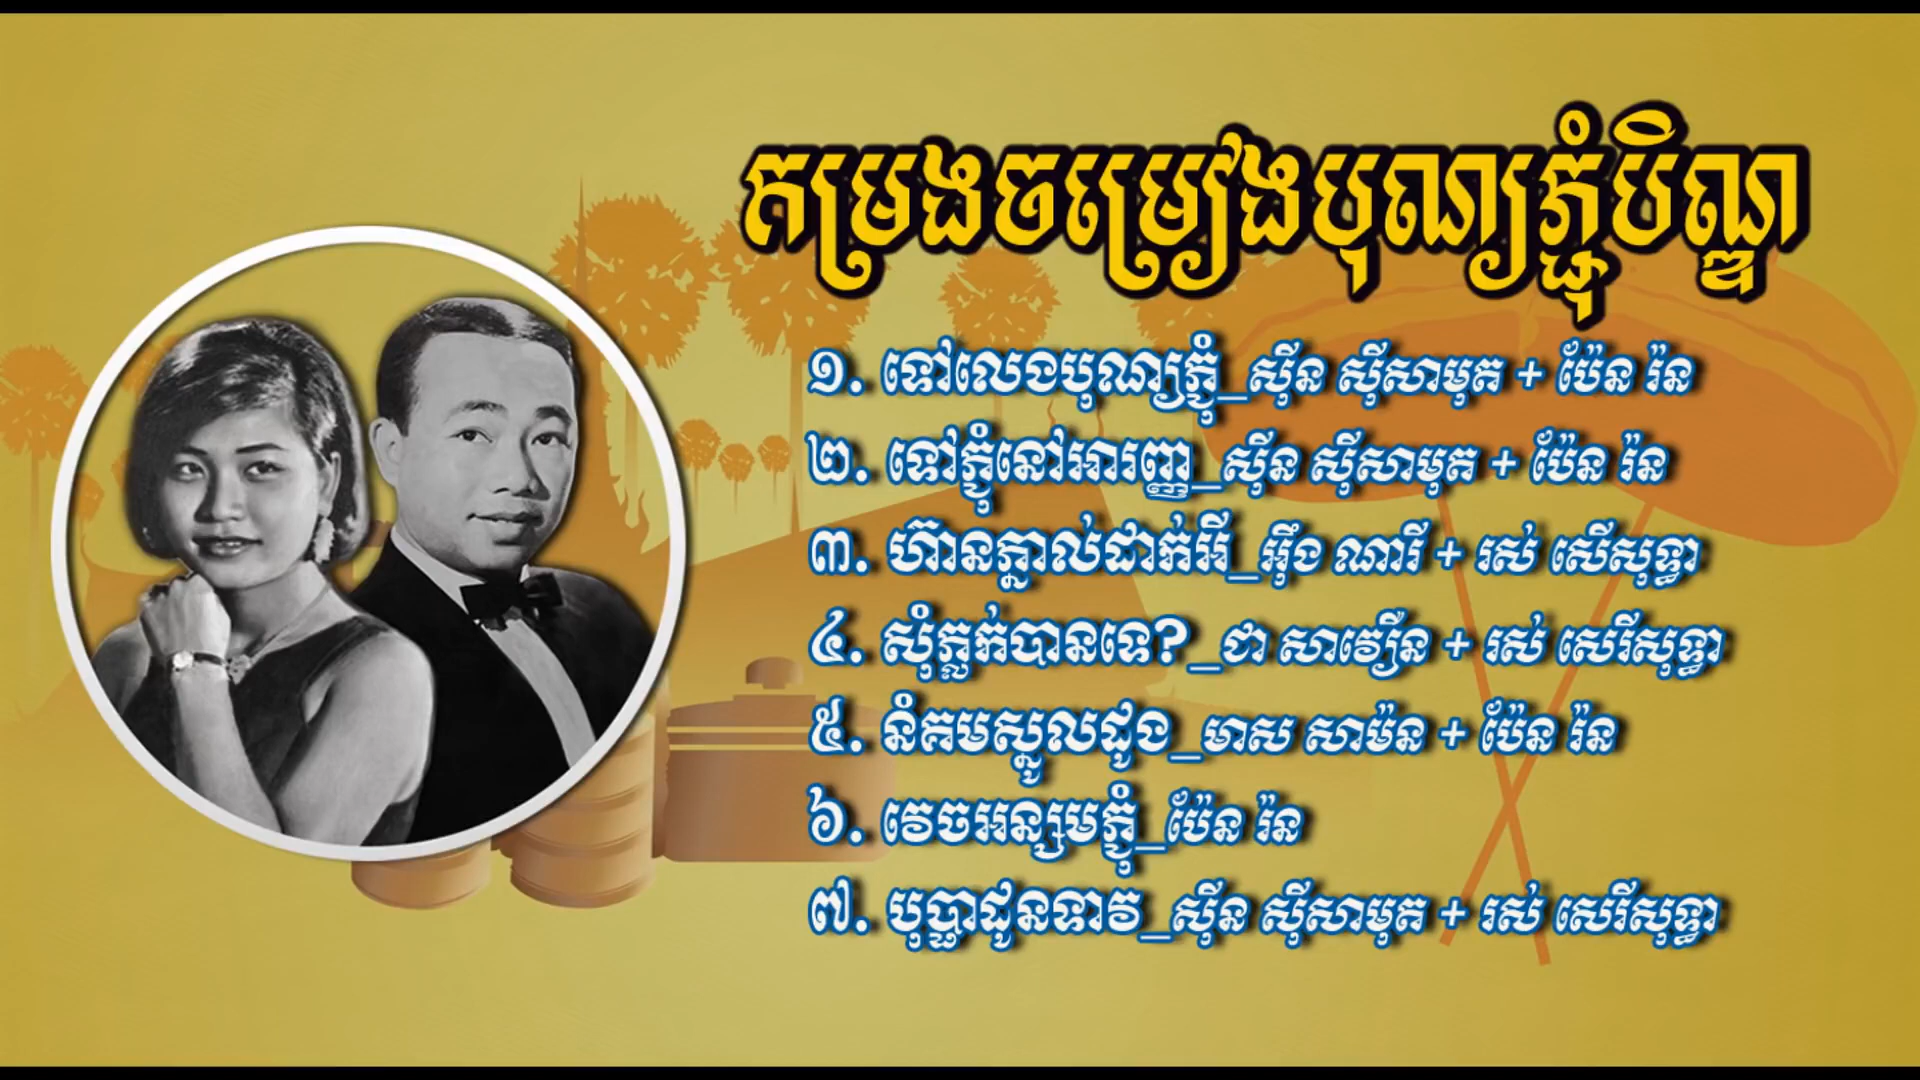 កម្រងចម្រៀងបុណ្យភ្ជុំបិណ្ឌ
១. ទៅលេងបុណ្យភ្ជុំ_ស៊ីន ស៊ីសាមុត + ប៉ែន រ៉ន
២. ទៅភ្ជុំនៅអារញ្ញ_ស៊ីន ស៊ីសាមុត + ប៉ែន រ៉ន
៣. ហ៊ានភ្នាល់ដាក់អី_អ៊ឹង ណារី + រស់ សេរីសុទ្ធា
៤. សុំភ្លក់បានទេ?_ជា សាវឿន + រស់ សេរីសុទ្ធា
៥. នំគមស្នូលដូង_មាស សាម៉ន + ប៉ែន រ៉ន
៦. វេចអន្សមភ្ជុំ_ប៉ែន រ៉ន
៧. បុប្ផាដូនទាវ_ស៊ីន ស៊ីសាមុត + រស់ សេរីសុទ្ធា